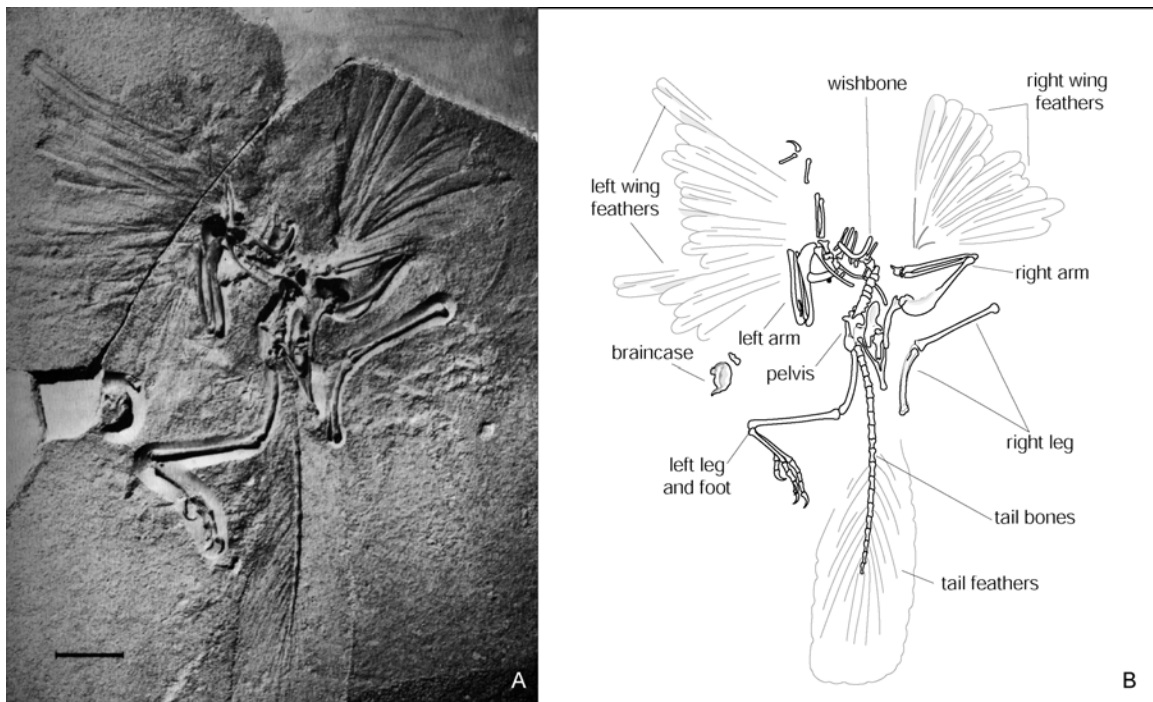 A
wishbone
right wing
feathers
left wing
feathers
right arm
left arm
braincase
pelvis
right leg
left leg
and foot
tail bones
tail feathers
B